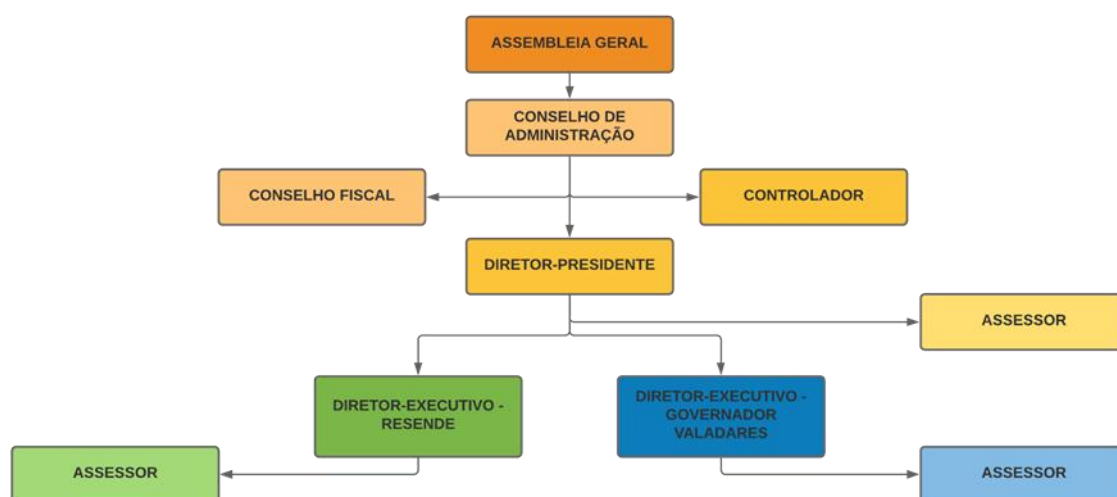 ASSEMBLEIA GERAL
CONSELHO DE
ADMINISTRAÇÃO
CONSELHO FISCAL
CONTROLADOR
DIRETOR-PRESIDENTE
ASSESSOR
DIRETOR-EXECUTIVO -
RESENDE
DIRETOR-EXECUTIVO -
GOVERNADOR
VALADARES
ASSESSOR
ASSESSOR